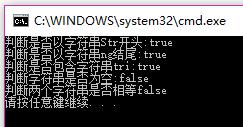 C:\WINDOWS\system32\cmd.exe
判断是否以字符串Str开头:true
判断是否以字符串ng结尾:true
判断是否包含字符串tri:true
判断字符串是否为空:false
判断两个字符串是否相等false
请按任意键继续. . .